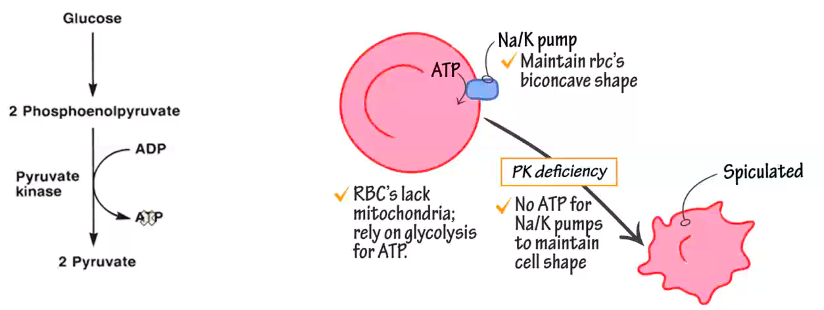 Glucose
2 Phosphoenolpyruvate
ADP
Pyruvate
kinase
ATP
2 Pyruvate
Na/K pump
✓ Maintain rbc's
biconcave shape
ATP
✓ RBC's lack
mitochondria;
rely on glycolysis
for ATP.
PK deficiency
✓ No ATP for
Na/K pumps
to maintain
cell shape
Spiculated